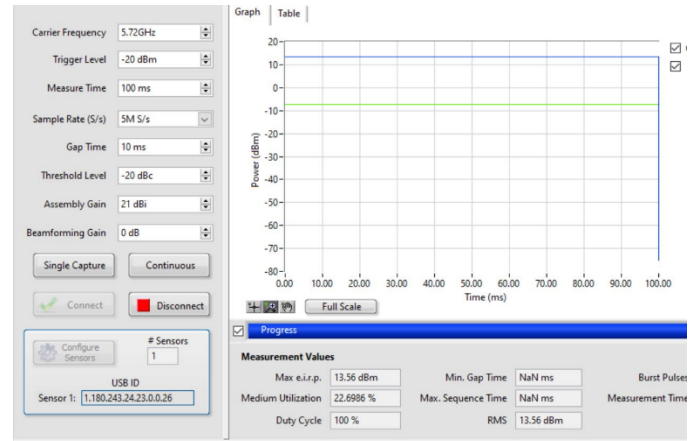 Graph Table
Carrier Frequency 5.72GHz
Trigger Level -20 dBm
Measure Time 100 ms
Sample Rate (S/s) 5M S/s
Gap Time 10 ms
Threshold Level -20 dBc
Assembly Gain 21 dBi
Beamforming Gain 0 dB
Single Capture Continuous
Connect Disconnect
Configure Sensors
# Sensors
1
USB ID
Sensor 1: 1.180.243.24.23.0.0.26
Power (dBm)
20
10
0
-10
-20
-30
-40
-50
-60
-70
-80
0.00 10.00 20.00 30.00 40.00 50.00 60.00 70.00 80.00 90.00 100.00
Time (ms)
Full Scale
Progress
Measurement Values
Max e.i.r.p. 13.56 dBm Min. Gap Time NaN ms Burst Pulses
Medium Utilization 22.6986 % Max. Sequence Time NaN ms Measurement Time
Duty Cycle 100 % RMS 13.56 dBm